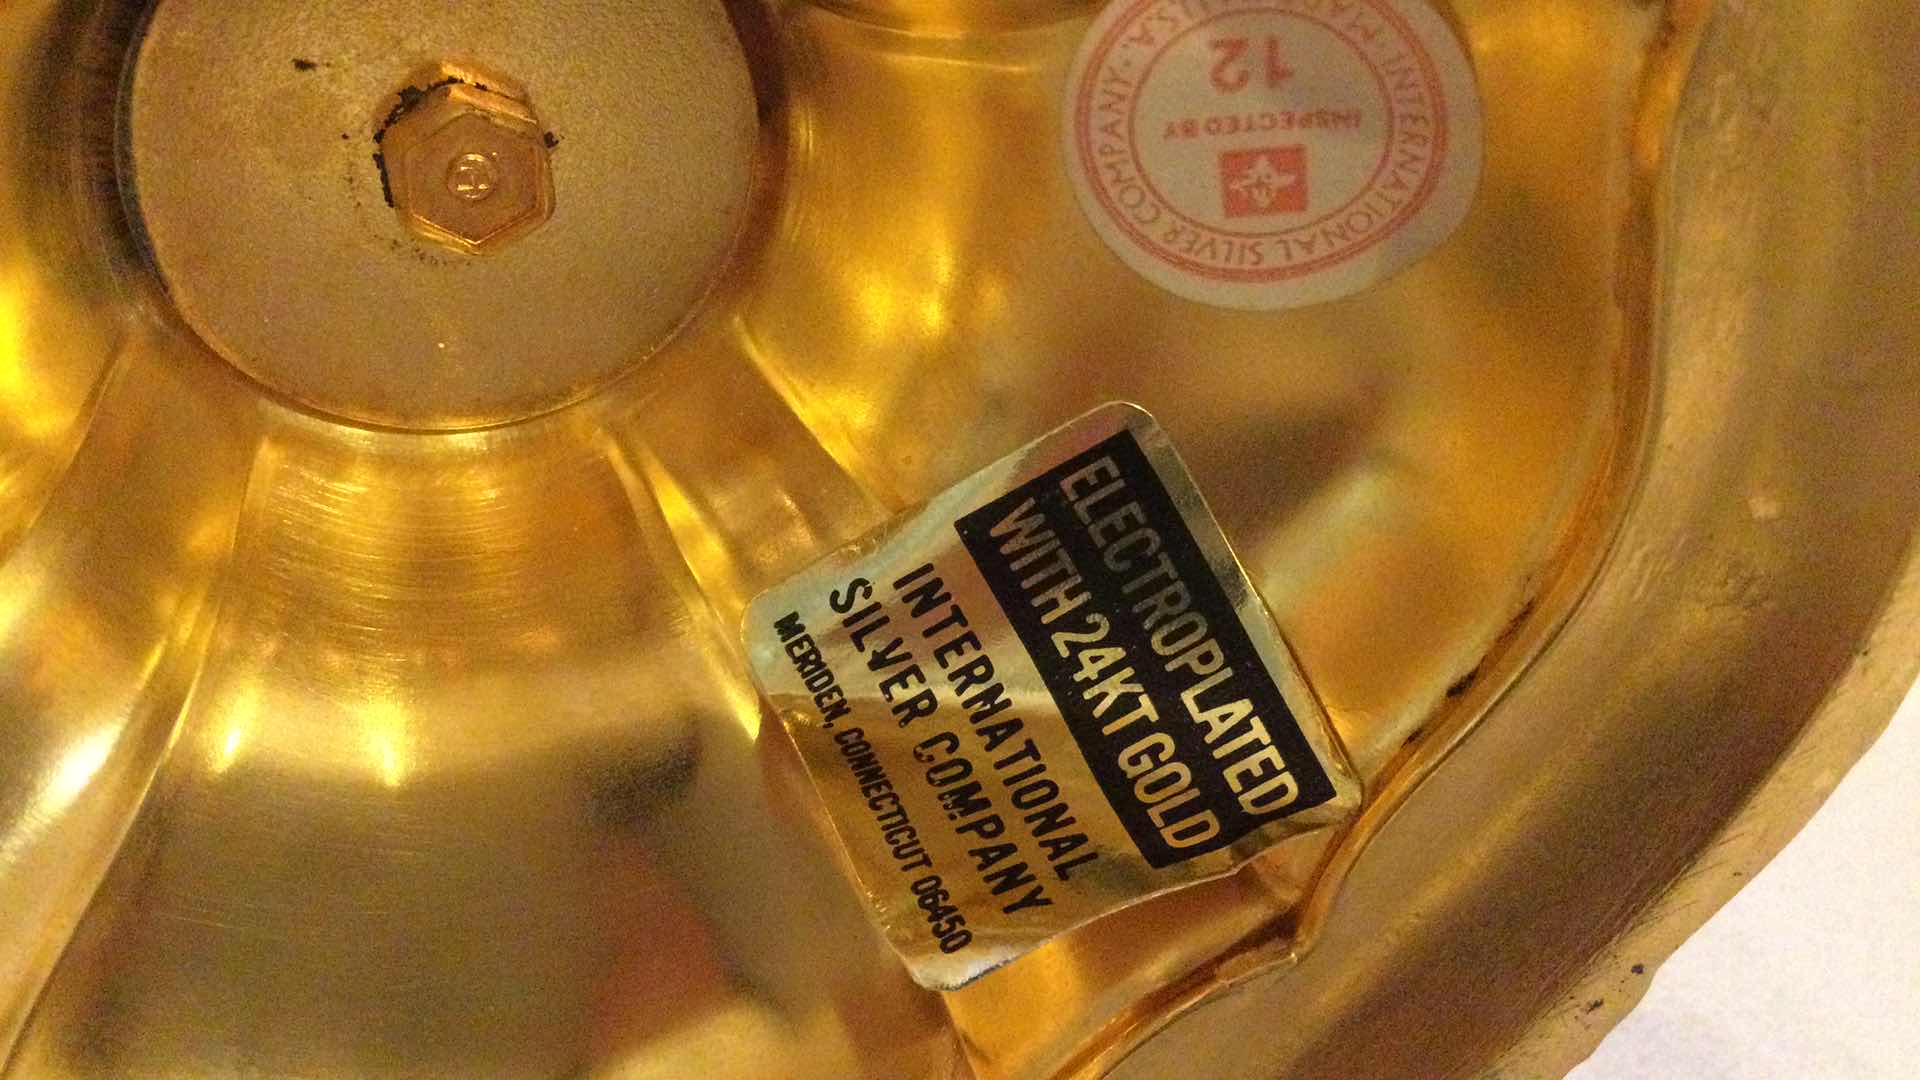 ELECTROPLATED
WITH 24KT GOLD
INTERNATIONAL
SILVER COMPANY
MERIDEN, CONNECTICUT 06450
INTERNATIONAL SILVER COMPANY · U.S.A.
INSPECTED BY
12